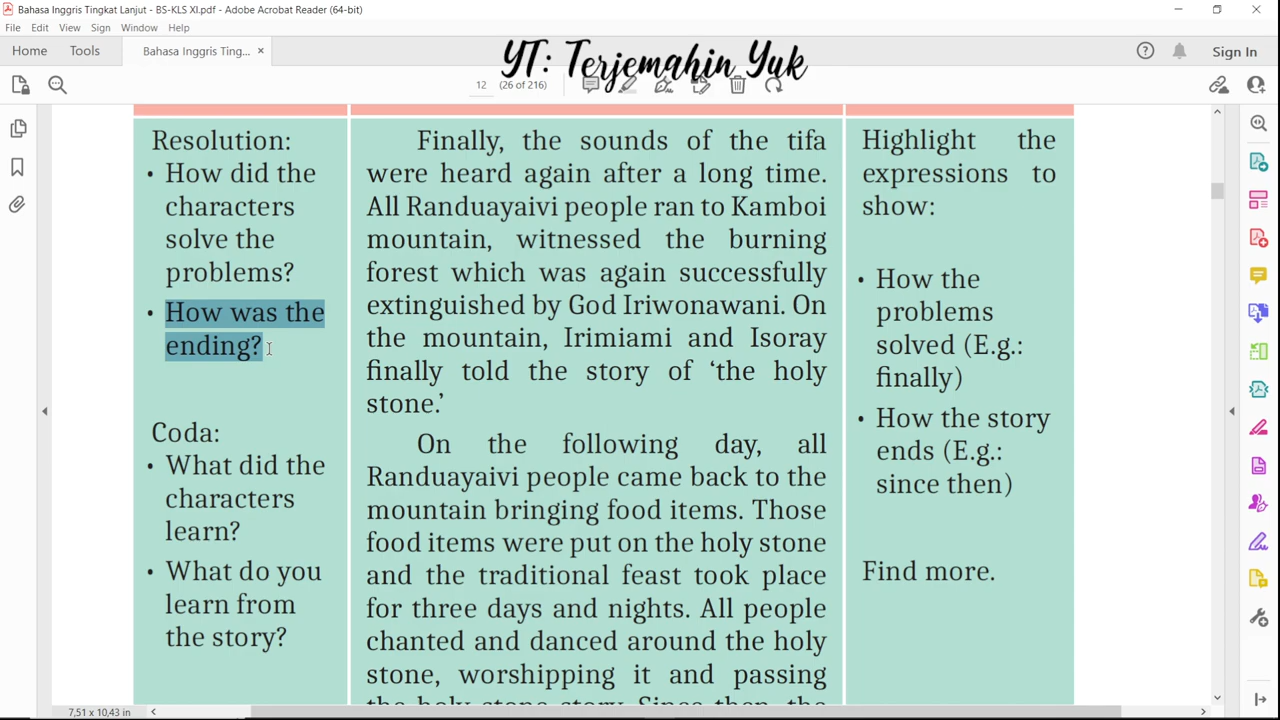 Bahasa Inggris Tingkat Lanjut - BS-KLS XI.pdf - Adobe Acrobat Reader (64-bit)
File Edit View Sign Window Help
Home Tools Bahasa Inggris Ting... × Sign In
YT: Terjemahin Yuk
12 (26 of 216)
Resolution:
• How did the
characters
solve the
problems?
• How was the
ending?
Coda:
• What did the
characters
learn?
• What do you
learn from
the story?
Finally, the sounds of the tifa
were heard again after a long time.
All Randuayaivi people ran to Kamboi
mountain, witnessed the burning
forest which was again successfully
extinguished by God Iriwonawani. On
the mountain, Irimiami and Isoray
finally told the story of ‘the holy
stone.’
On the following day, all
Randuayaivi people came back to the
mountain bringing food items. Those
food items were put on the holy stone
and the traditional feast took place
for three days and nights. All people
chanted and danced around the holy
stone, worshipping it and passing
the holy stone story. Since then, the
Highlight the
expressions to
show:
• How the
problems
solved (E.g.:
finally)
• How the story
ends (E.g.:
since then)
Find more.
7,51 x 10,43 in